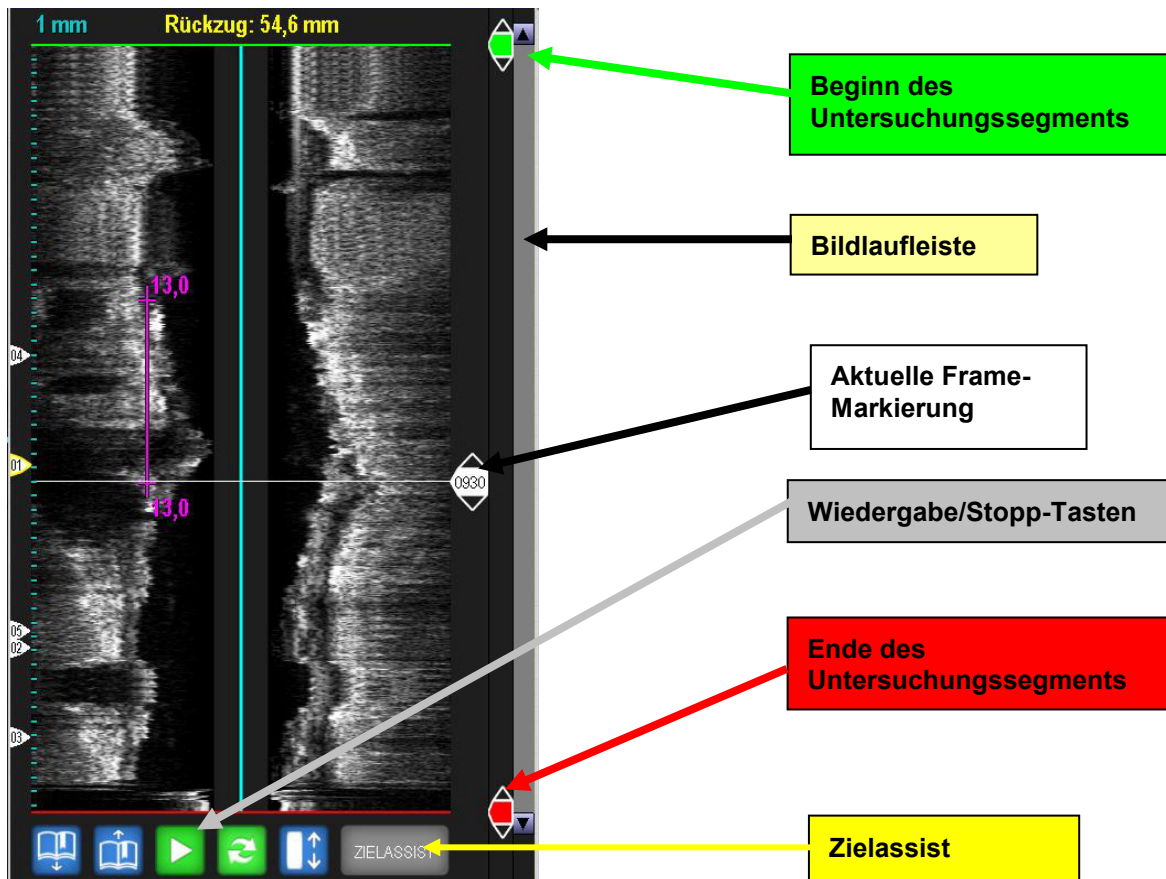 1 mm
Rückzug: 54,6 mm
Beginn des
Untersuchungssegments
Bildlaufleiste
13,0
04
Aktuelle Frame-
Markierung
01
0930
13,0
Wiedergabe/Stopp-Tasten
05
02
Ende des
Untersuchungssegments
03
ZIELASSIST
Zielassist